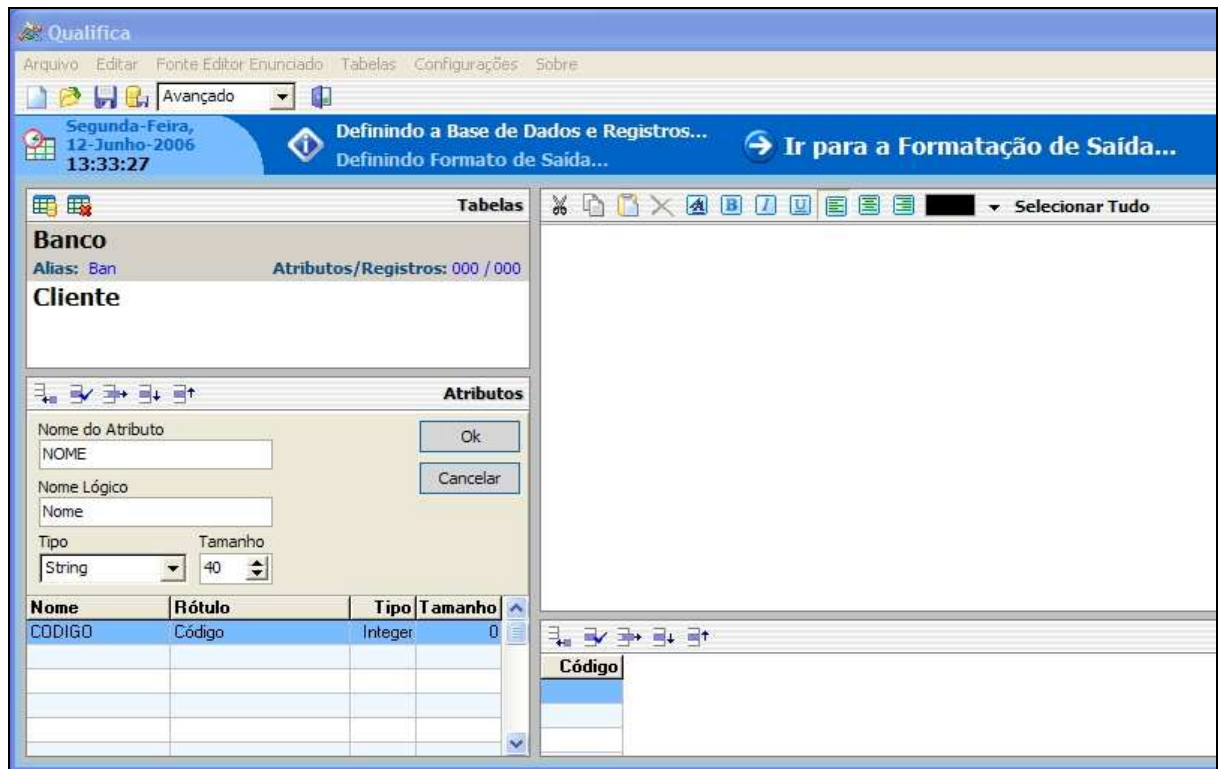 Qualifica
Arquivo Editar Fonte Editor Enunciado Tabelas Configurações Sobre
Avançado
Segunda-Feira,
12-Junho-2006
13:33:27
Definindo a Base de Dados e Registros...
Definindo Formato de Saída...
Ir para a Formatação de Saída...
Tabelas
Banco
Alias: Ban Atributos/Registros: 000 / 000
Cliente
Selecionar Tudo
Atributos
Nome do Atributo
NOME
Ok
Cancelar
Nome Lógico
Nome
Tipo Tamanho
String 40
Nome Rótulo Tipo Tamanho
CODIGO Código Integer 0
Código